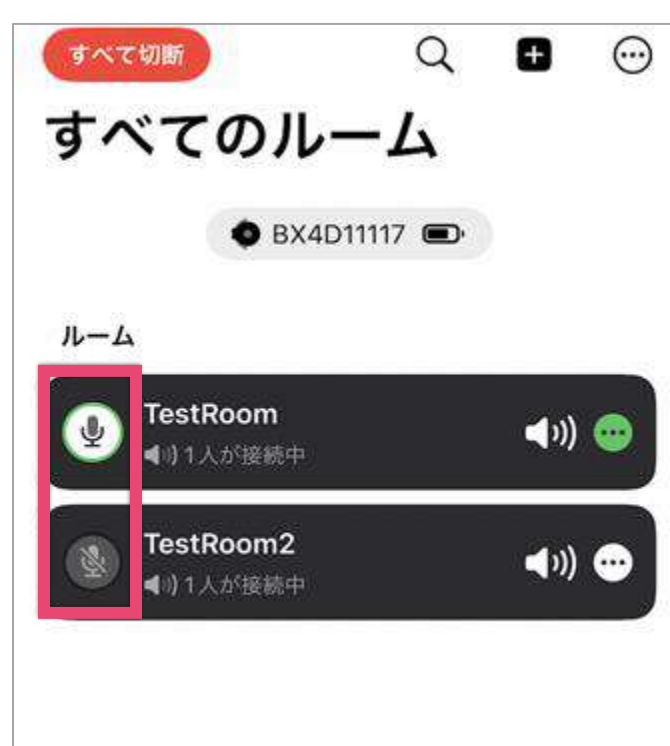 すべて切断
すべてのルーム
BX4D11117
ルーム
TestRoom
1人が接続中
TestRoom2
1人が接続中